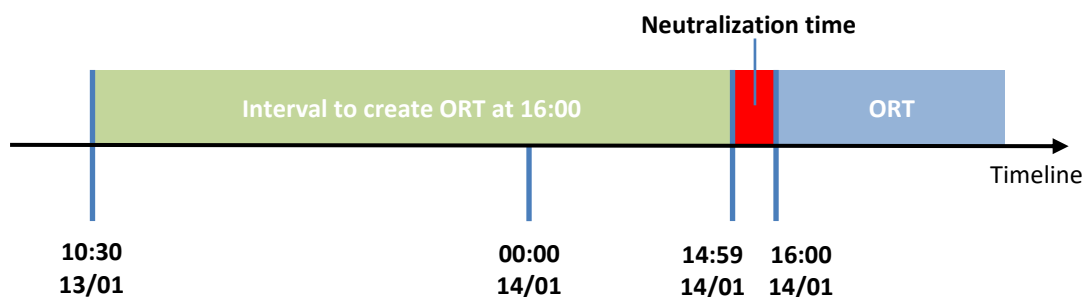 Neutralization time
Interval to create ORT at 16:00
ORT
Timeline
10:30
13/01
00:00
14/01
14:59
14/01
16:00
14/01